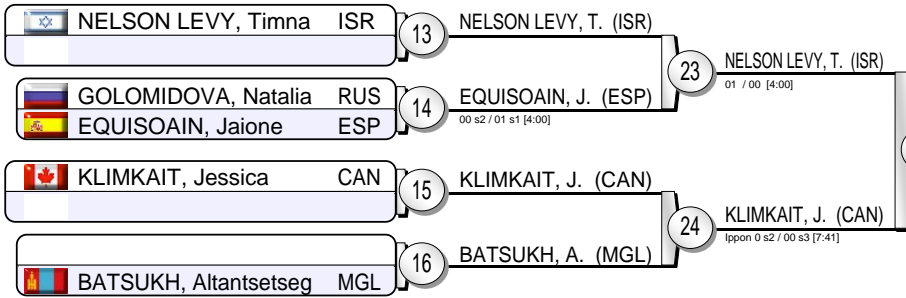 NELSON LEVY, Timna ISR
13
NELSON LEVY, T. (ISR)
GOLOMIDOVA, Natalia RUS
EQUISOAIN, Jaione ESP
14
EQUISOAIN, J. (ESP)
00 s2 / 01 s1 [4:00]
23
NELSON LEVY, T. (ISR)
01 / 00 [4:00]
KLIMKAIT, Jessica CAN
15
KLIMKAIT, J. (CAN)
BATSUKH, Altantsetseg MGL
16
BATSUKH, A. (MGL)
24
KLIMKAIT, J. (CAN)
Ippon 0 s2 / 00 s3 [7:41]